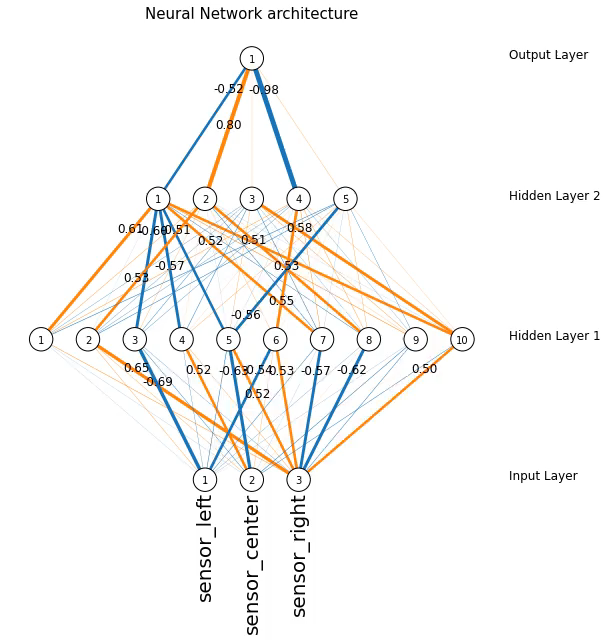 Neural Network architecture
1
Output Layer
-0.52 -0.98
0.80
1 2 3 4 5
Hidden Layer 2
0.61 -0.66 0.51 0.58
0.52 0.51
-0.57 0.53
0.53
0.55
-0.56
1 2 3 4 5 6 7 8 9 10
Hidden Layer 1
0.65 0.52 -0.63 -0.54 0.53 -0.57 -0.62 0.50
-0.69
0.52
1 2 3
Input Layer
sensor_left
sensor_center
sensor_right